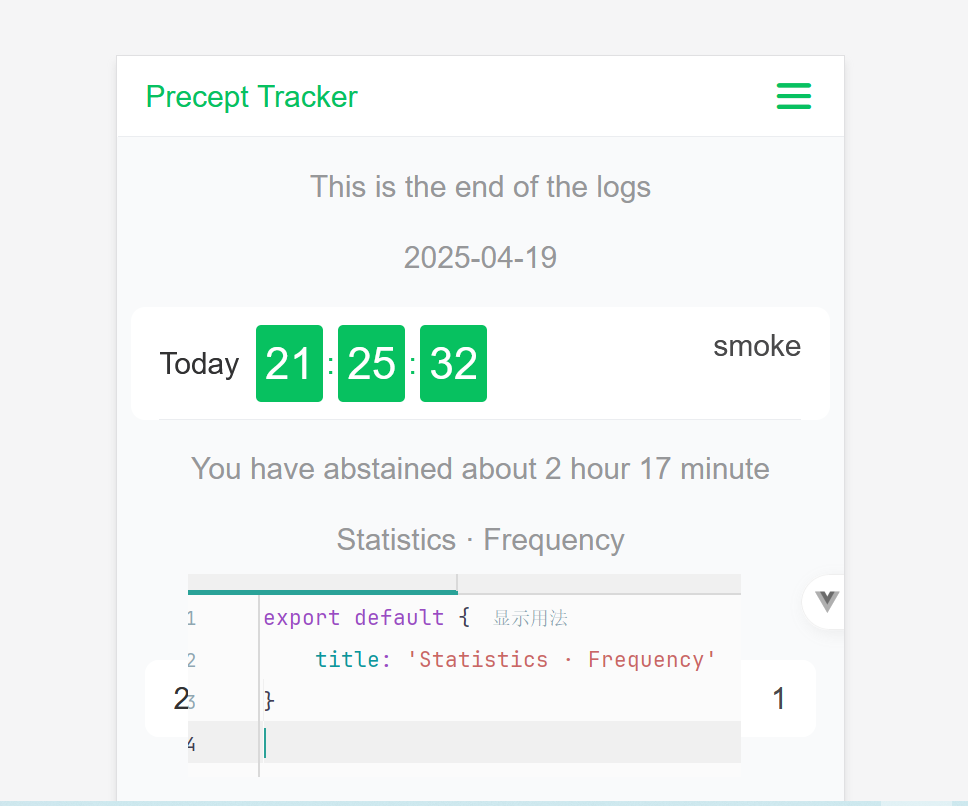 Precept Tracker
This is the end of the logs
2025-04-19
Today 21 : 25 : 32 smoke
You have abstained about 2 hour 17 minute
Statistics · Frequency
1 export default { 显示用法
2 title: 'Statistics · Frequency'
2 3 } 1
4